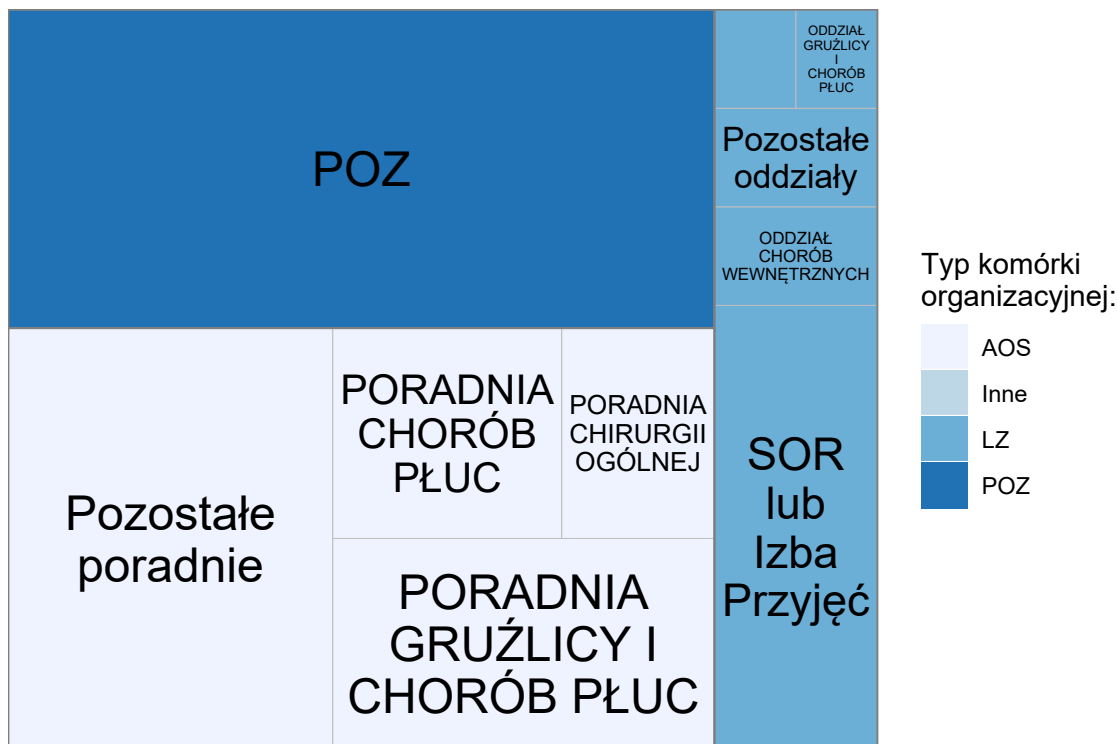 POZ
ODDZIAŁ
GRUŹLICY
I
CHORÓB
PŁUC
Pozostałe
oddziały
ODDZIAŁ
CHORÓB
WEWNĘTRZNYCH
SOR
lub
Izba
Przyjęć
Pozostałe
poradnie
PORADNIA
CHORÓB
PŁUC
PORADNIA
CHIRURGII
OGÓLNEJ
PORADNIA
GRUŹLICY I
CHORÓB PŁUC
Typ komórki
organizacyjnej:
AOS
Inne
LZ
POZ